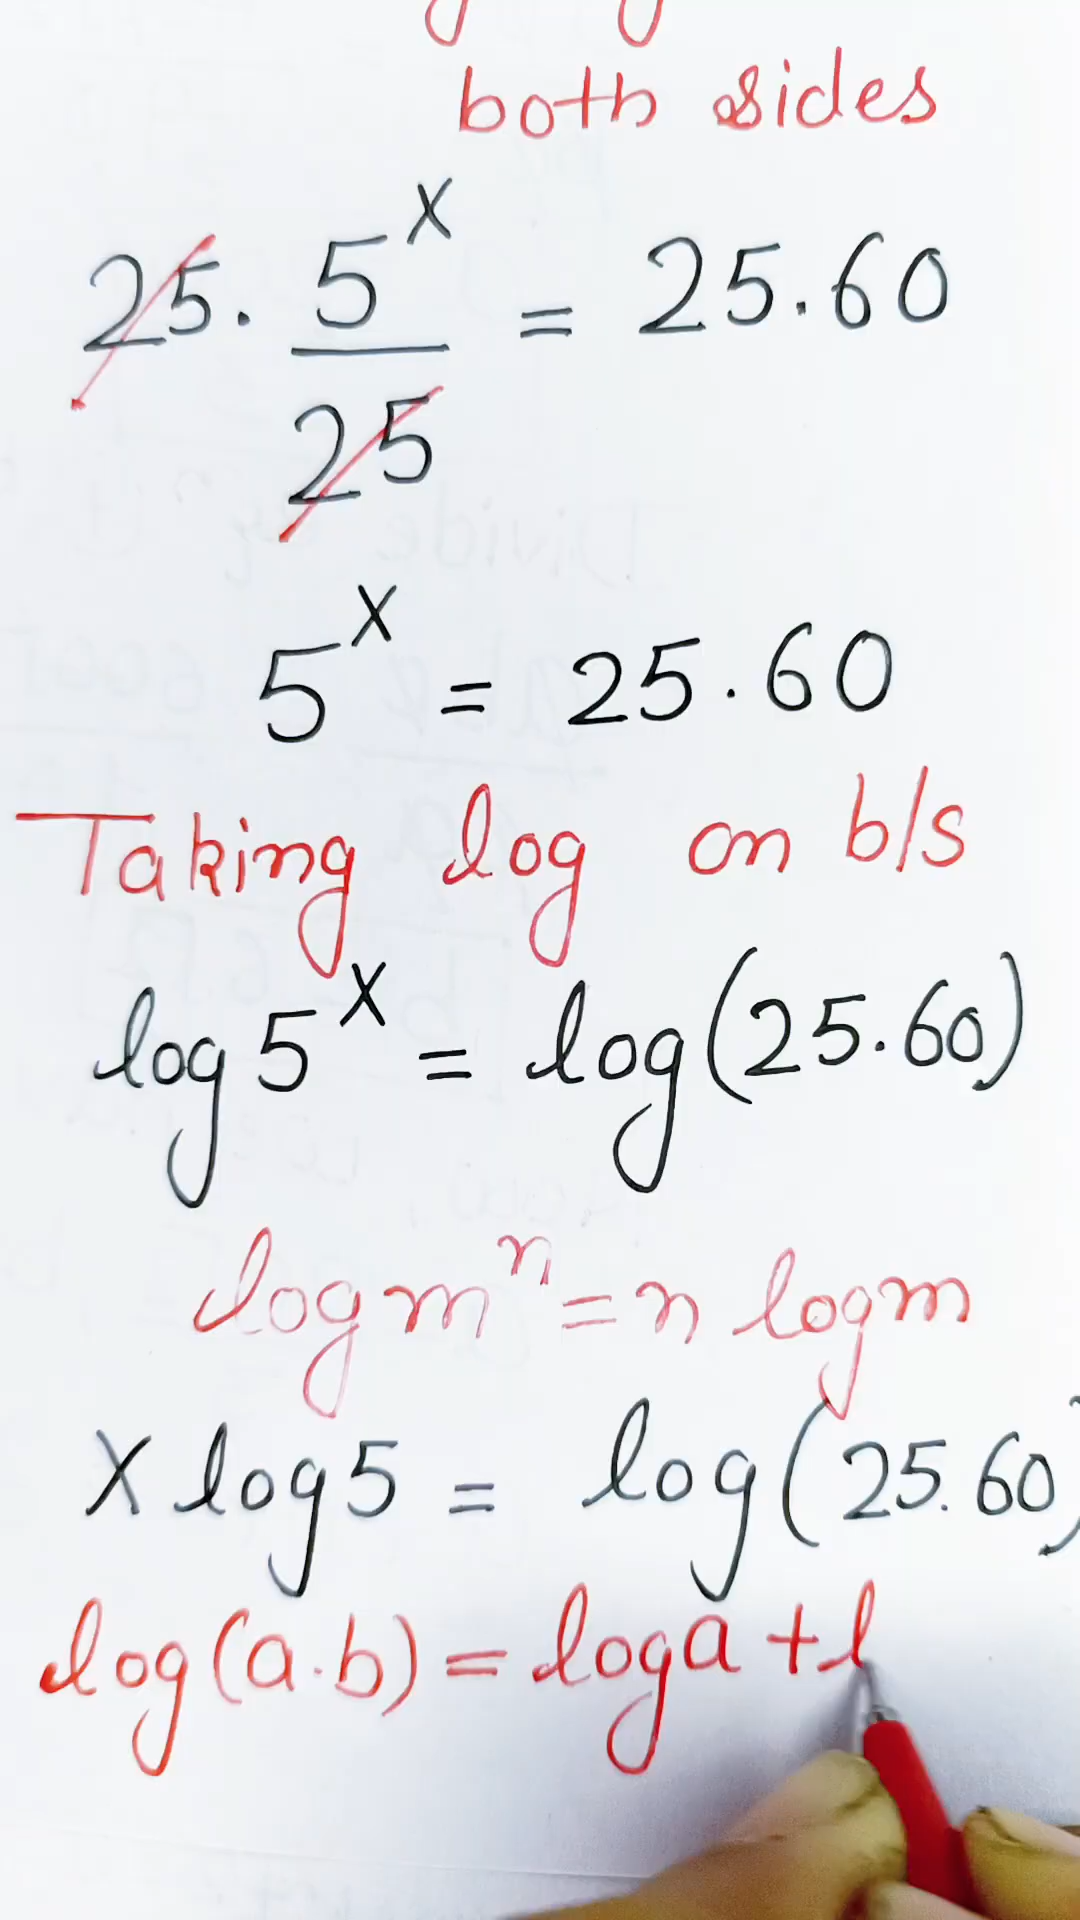 both sides
25. 5^x / 25 = 25.60
5^x = 25.60
Taking log on b/s
log 5^x = log(25.60)
log m^n = n log m
x log 5 = log(25.60)
log(a.b) = log a + l